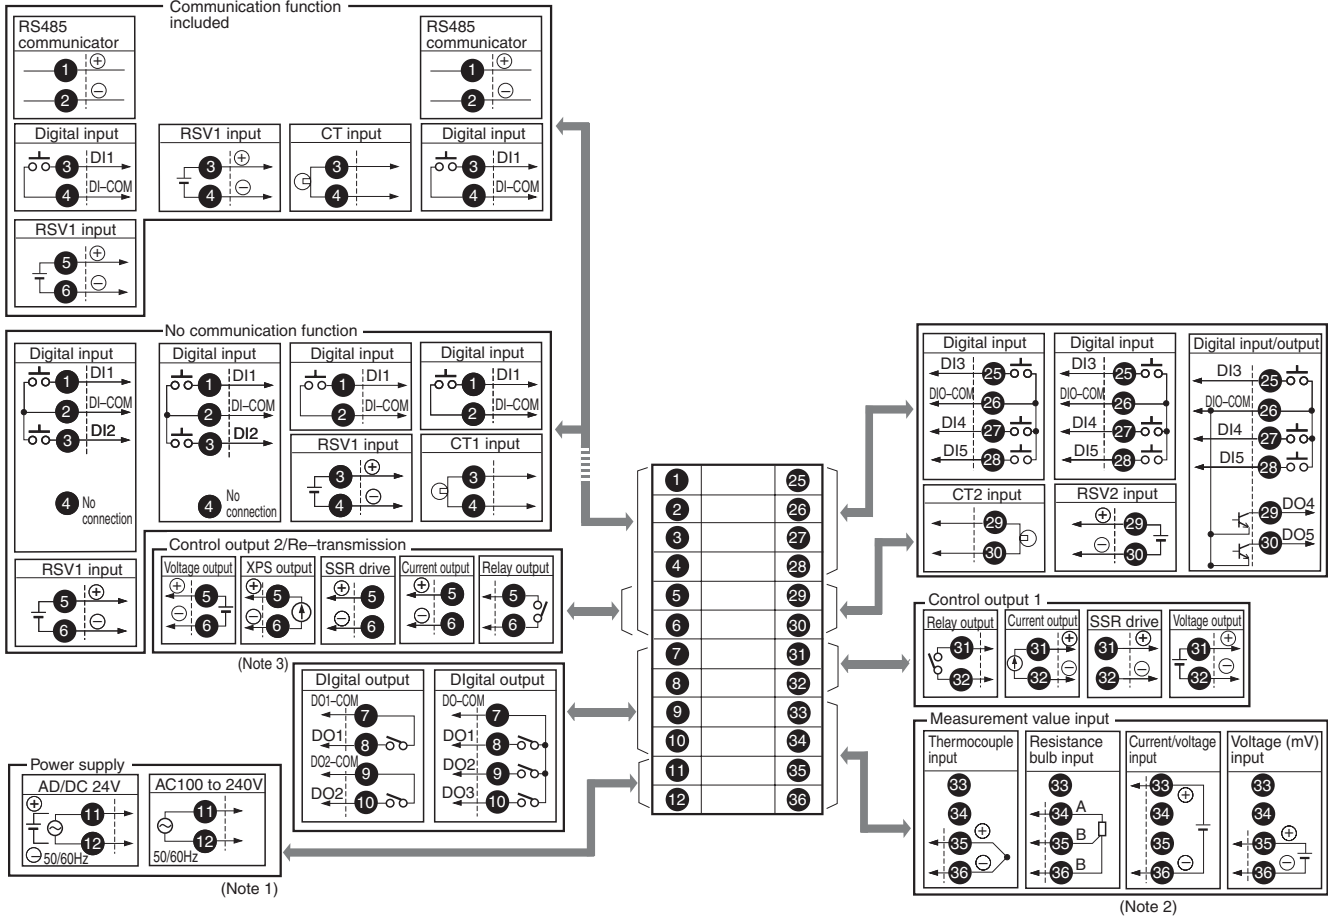 Communication function
included
RS485
communicator
1 ⊕
2 ⊖
RS485
communicator
1 ⊕
2 ⊖
Digital input
3 DI1
4 DI–COM
RSV1 input
3 ⊕
4 ⊖
CT input
3
4
Digital input
3 DI1
4 DI–COM
RSV1 input
5 ⊕
6 ⊖
No communication function
Digital input
1 DI1
2 DI–COM
3 DI2
4 No
connection
Digital input
1 DI1
2 DI–COM
3 DI2
4 No
connection
Digital input
1 DI1
2 DI–COM
Digital input
1 DI1
2 DI–COM
RSV1 input
3 ⊕
4 ⊖
CT1 input
3
4
RSV1 input
5 ⊕
6 ⊖
Control output 2/Re–transmission
Voltage output
⊕ 5
⊖ 6
XPS output
⊕ 5
⊖ 6
SSR drive
⊕ 5
⊖ 6
Current output
⊕ 5
⊖ 6
Relay output
5
6
(Note 3)
DIgital output
DO1–COM 7
DO1 8
DO2–COM 9
DO2 10
DIgital output
DO–COM 7
DO1 8
DO2 9
DO3 10
Power supply
AD/DC 24V
⊕ 11
12
⊖ 50/60Hz
AC100 to 240V
11
12
50/60Hz
(Note 1)
1 25
2 26
3 27
4 28
5 29
6 30
7 31
8 32
9 33
10 34
11 35
12 36
Digital input
DI3 25
DIO–COM 26
DI4 27
DI5 28
Digital input
DI3 25
DIO–COM 26
DI4 27
DI5 28
Digital input/output
DI3 25
DIO–COM 26
DI4 27
DI5 28
29 DO4
30 DO5
CT2 input
29
30
RSV2 input
⊕ 29
⊖ 30
Control output 1
Relay output
31
32
Current output
31 ⊕
32 ⊖
SSR drive
31 ⊕
32 ⊖
Voltage output
31 ⊕
32 ⊖
Measurement value input
Thermocouple
input
33
34
35 ⊕
36 ⊖
Resistance
bulb input
33
34 A
35 B
36 B
Current/voltage
input
33 ⊕
34
35
36 ⊖
Voltage (mV)
input
33
34
35 ⊕
36 ⊖
(Note 2)